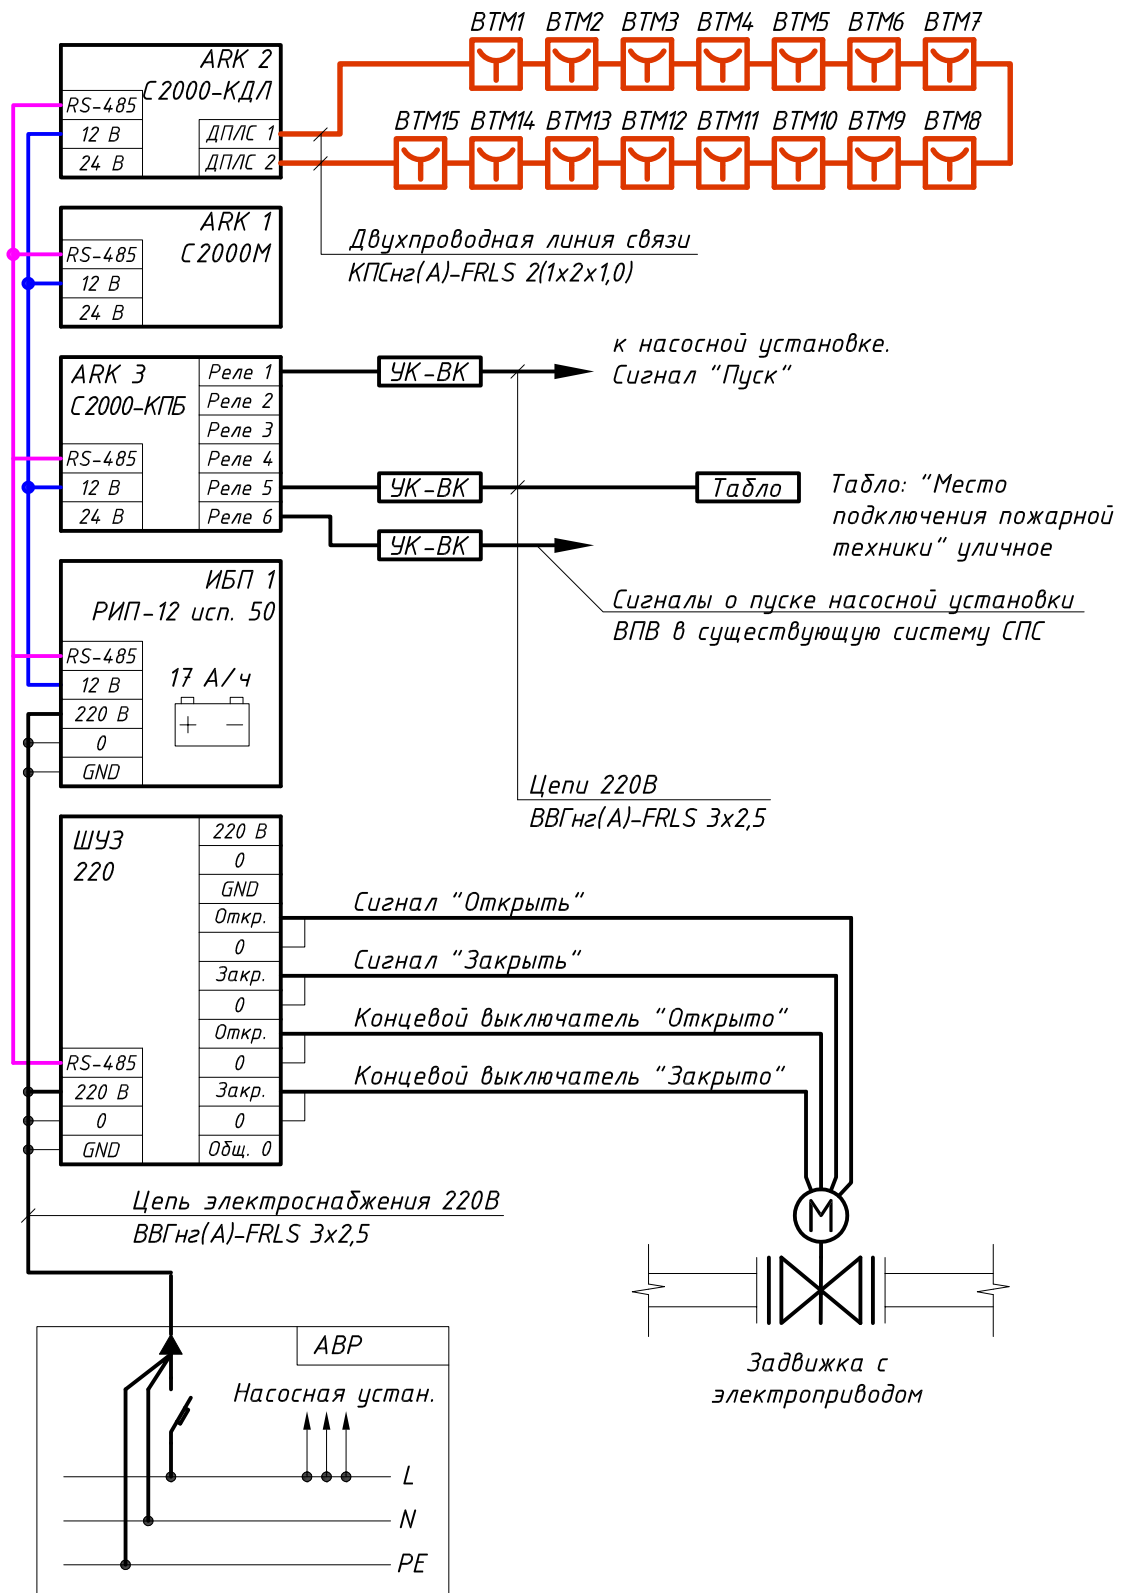 ВТМ1 ВТМ2 ВТМ3 ВТМ4 ВТМ5 ВТМ6 ВТМ7
ARK 2
С2000-КДЛ
RS-485
12 В
24 В
ДПЛС 1
ДПЛС 2
ВТМ15 ВТМ14 ВТМ13 ВТМ12 ВТМ11 ВТМ10 ВТМ9 ВТМ8
ARK 1
С2000М
RS-485
12 В
24 В
Двухпроводная линия связи
КПСнг(А)-FRLS 2(1х2х1,0)
ARK 3
С2000-КПБ
RS-485
12 В
24 В
Реле 1
Реле 2
Реле 3
Реле 4
Реле 5
Реле 6
УК-ВК
УК-ВК
УК-ВК
к насосной установке.
Сигнал "Пуск"
Табло
Табло: "Место
подключения пожарной
техники" уличное
Сигналы о пуске насосной установки
ВПВ в существующую систему СПС
ИБП 1
РИП-12 исп. 50
RS-485
12 В
220 В
0
GND
17 А/ч
+ −
Цепи 220В
ВВГнг(А)-FRLS 3х2,5
ШУЗ
220
220 В
0
GND
Откр.
0
Закр.
0
Откр.
0
Закр.
0
Общ. 0
RS-485
220 В
0
GND
Сигнал "Открыть"
Сигнал "Закрыть"
Концевой выключатель "Открыто"
Концевой выключатель "Закрыто"
Цепь электроснабжения 220В
ВВГнг(А)-FRLS 3х2,5
М
Задвижка с
электроприводом
АВР
Насосная устан.
L
N
PE